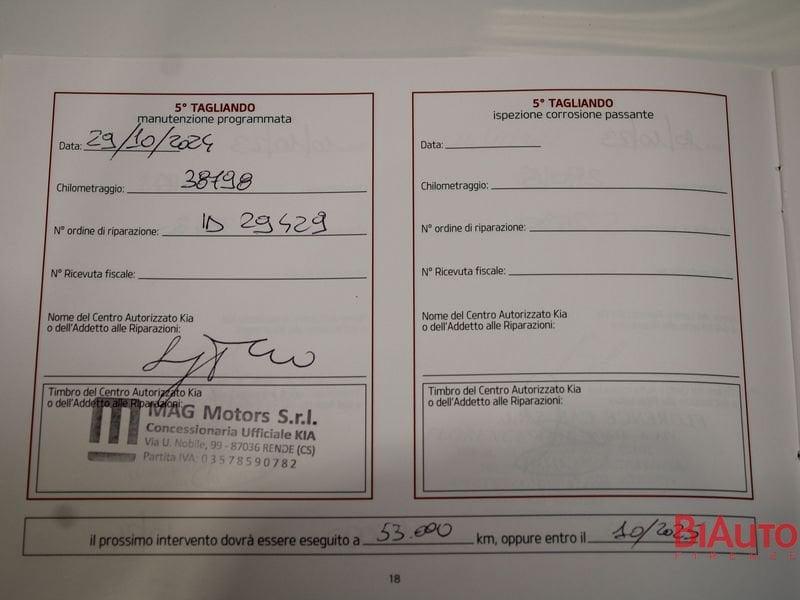 5° TAGLIANDO
manutenzione programmata
Data: 29/10/2024
Chilometraggio: 38798
N° ordine di riparazione: ID 29429
N° Ricevuta fiscale:
Nome del Centro Autorizzato Kia
o dell'Addetto alle Riparazioni:
Timbro del Centro Autorizzato Kia
o dell'Addetto alle Riparazioni:
MAG Motors S.r.l.
Concessionaria Ufficiale KIA
Via U. Nobile, 99 - 87036 RENDE (CS)
Partita IVA: 03578590782
5° TAGLIANDO
ispezione corrosione passante
Data:
Chilometraggio:
N° ordine di riparazione:
N° Ricevuta fiscale:
Nome del Centro Autorizzato Kia
o dell'Addetto alle Riparazioni:
Timbro del Centro Autorizzato Kia
o dell'Addetto alle Riparazioni:
il prossimo intervento dovrà essere eseguito a 53.000 km, oppure entro il 10/2025
BIAUTO
FIRENZE
18